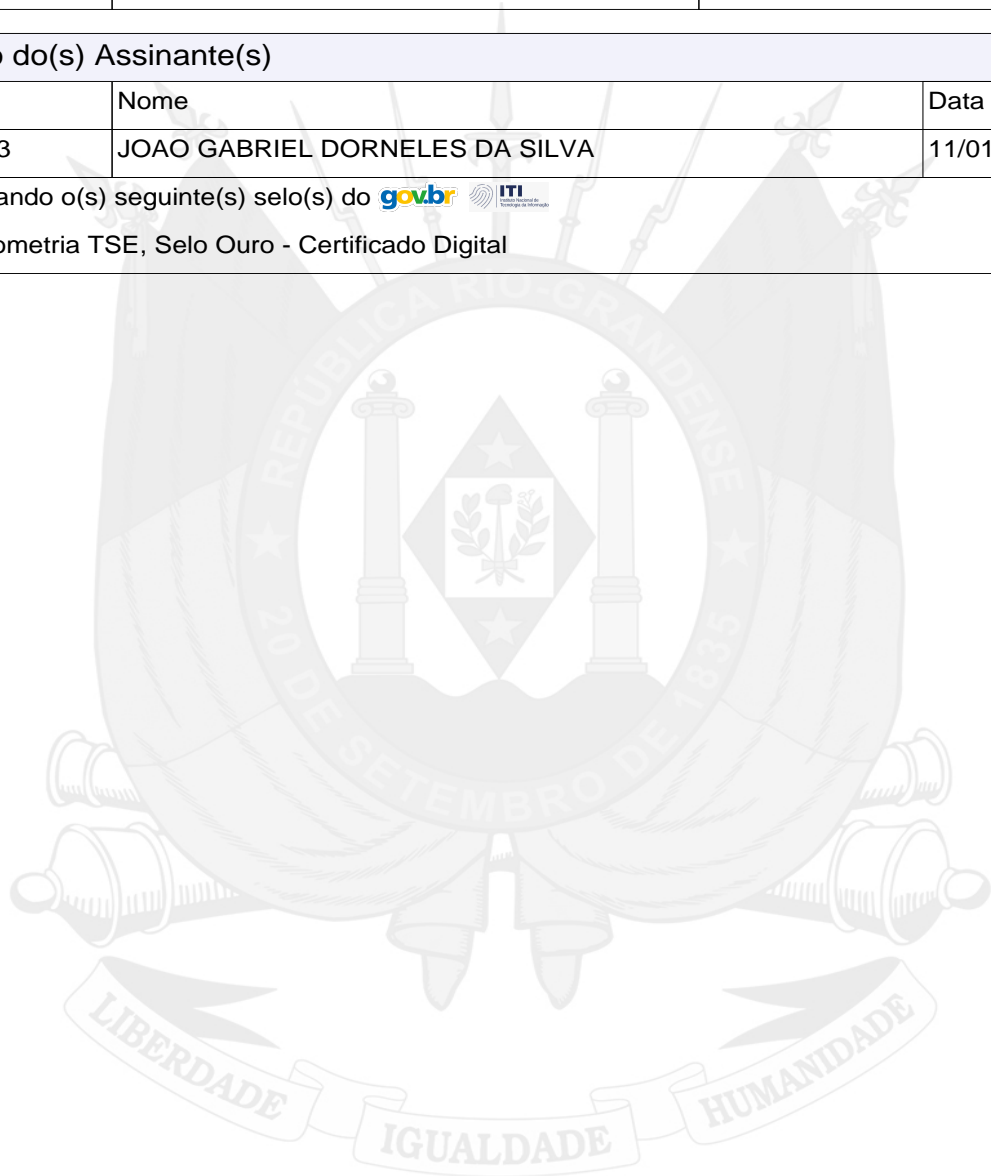 o do(s) Assinante(s)
Nome Data
3 JOAO GABRIEL DORNELES DA SILVA 11/01
ando o(s) seguinte(s) selo(s) do gov.br ITI
ometria TSE, Selo Ouro - Certificado Digital
REPÚBLICA RIO-GRANDENSE
20 DE SETEMBRO DE 1835
LIBERDADE IGUALDADE HUMANIDADE